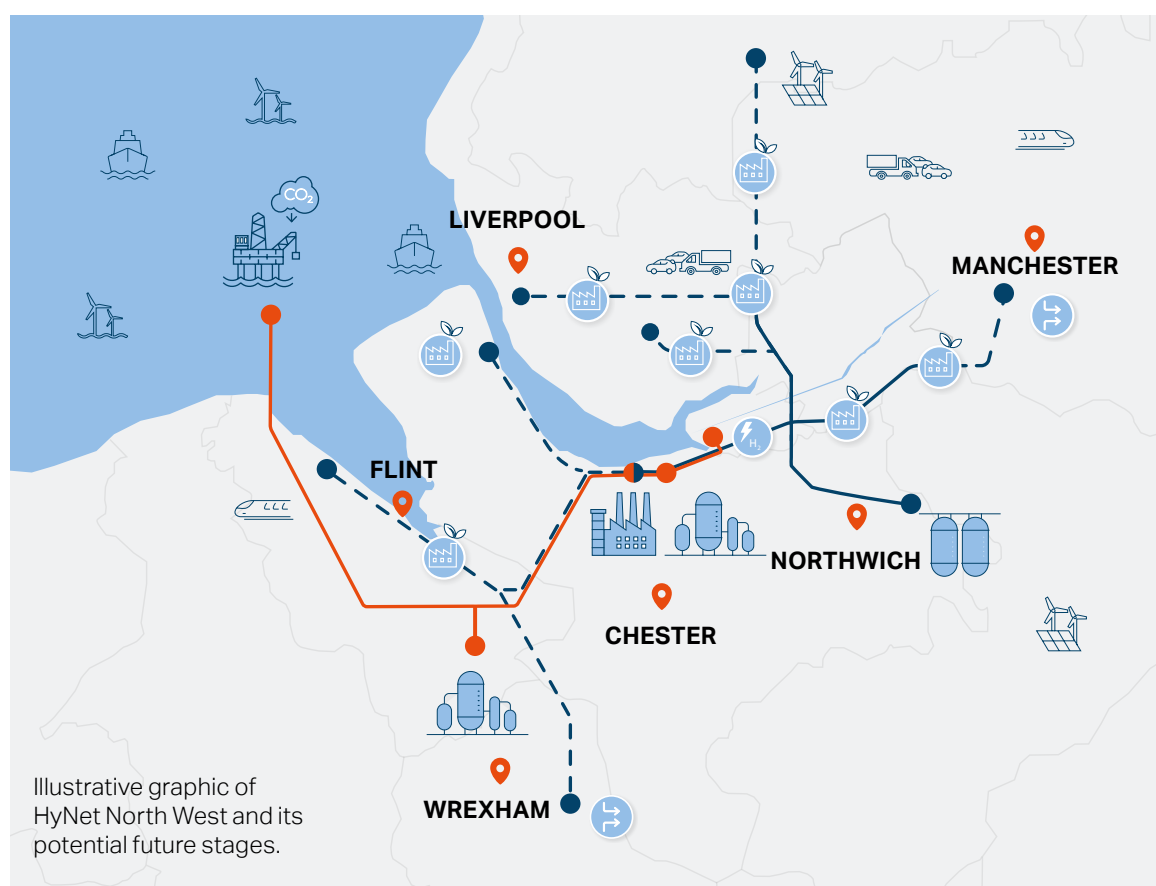 CO₂
LIVERPOOL
MANCHESTER
H₂
FLINT
NORTHWICH
CHESTER
WREXHAM
Illustrative graphic of
HyNet North West and its
potential future stages.